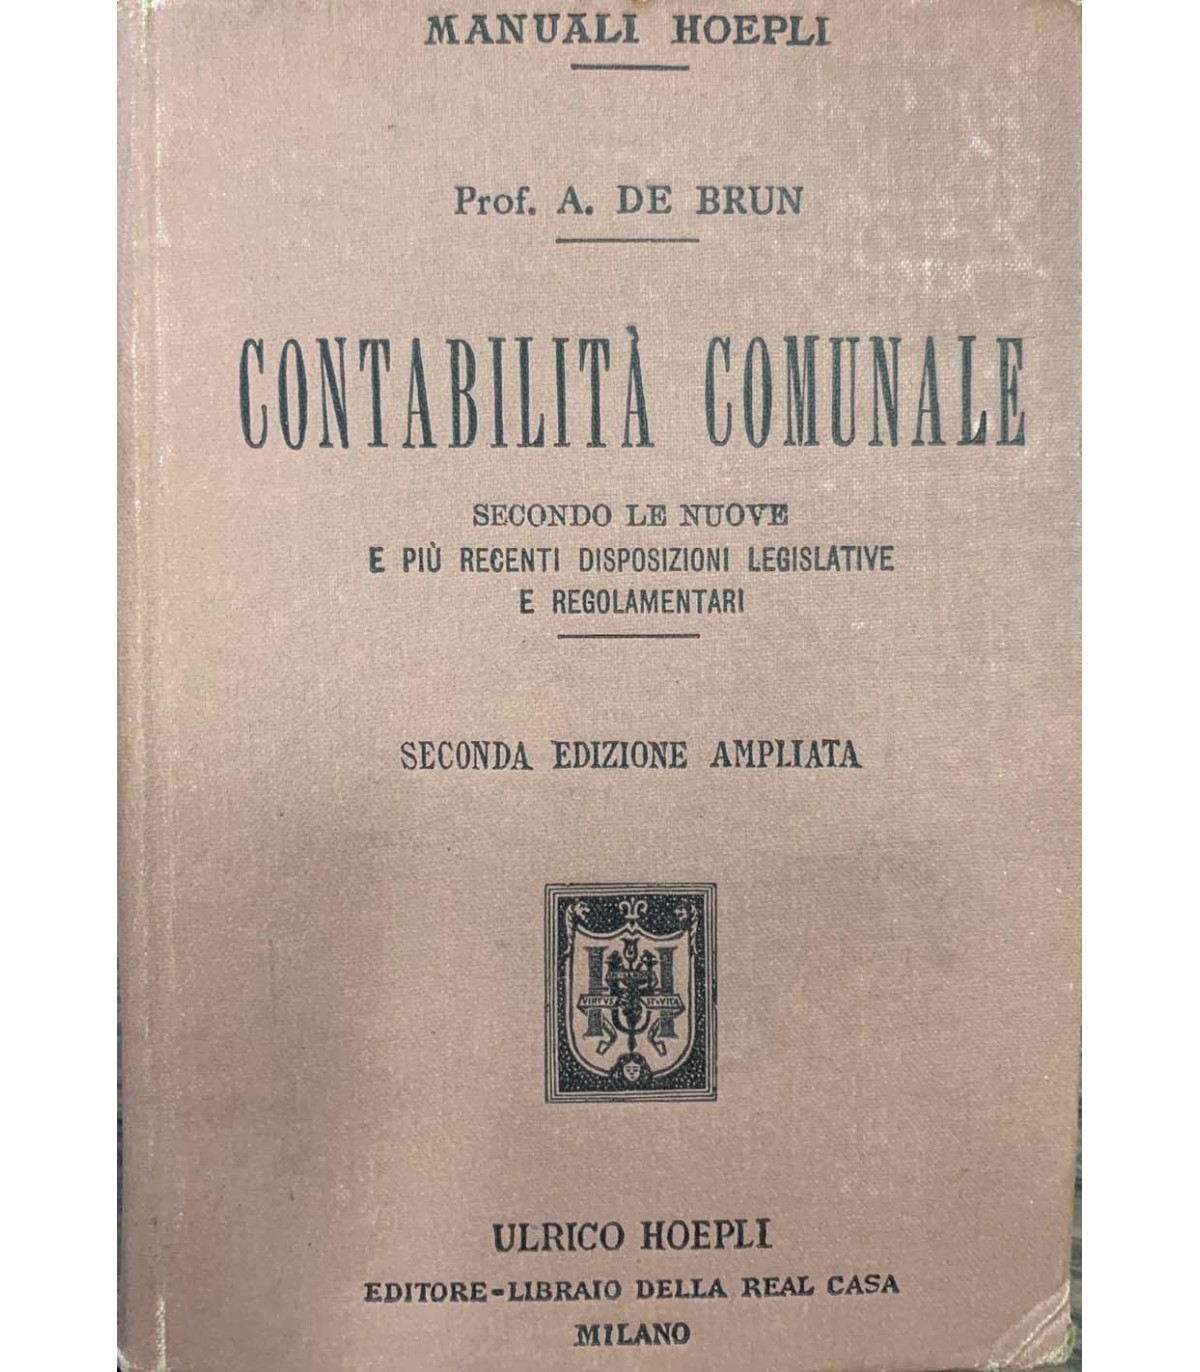 MANUALI HOEPLI
Prof. A. DE BRUN
CONTABILITÀ COMUNALE
SECONDO LE NUOVE
E PIÙ RECENTI DISPOSIZIONI LEGISLATIVE
E REGOLAMENTARI
SECONDA EDIZIONE AMPLIATA
H
VIRTVS
VITA
ULRICO HOEPLI
EDITORE-LIBRAIO DELLA REAL CASA
MILANO